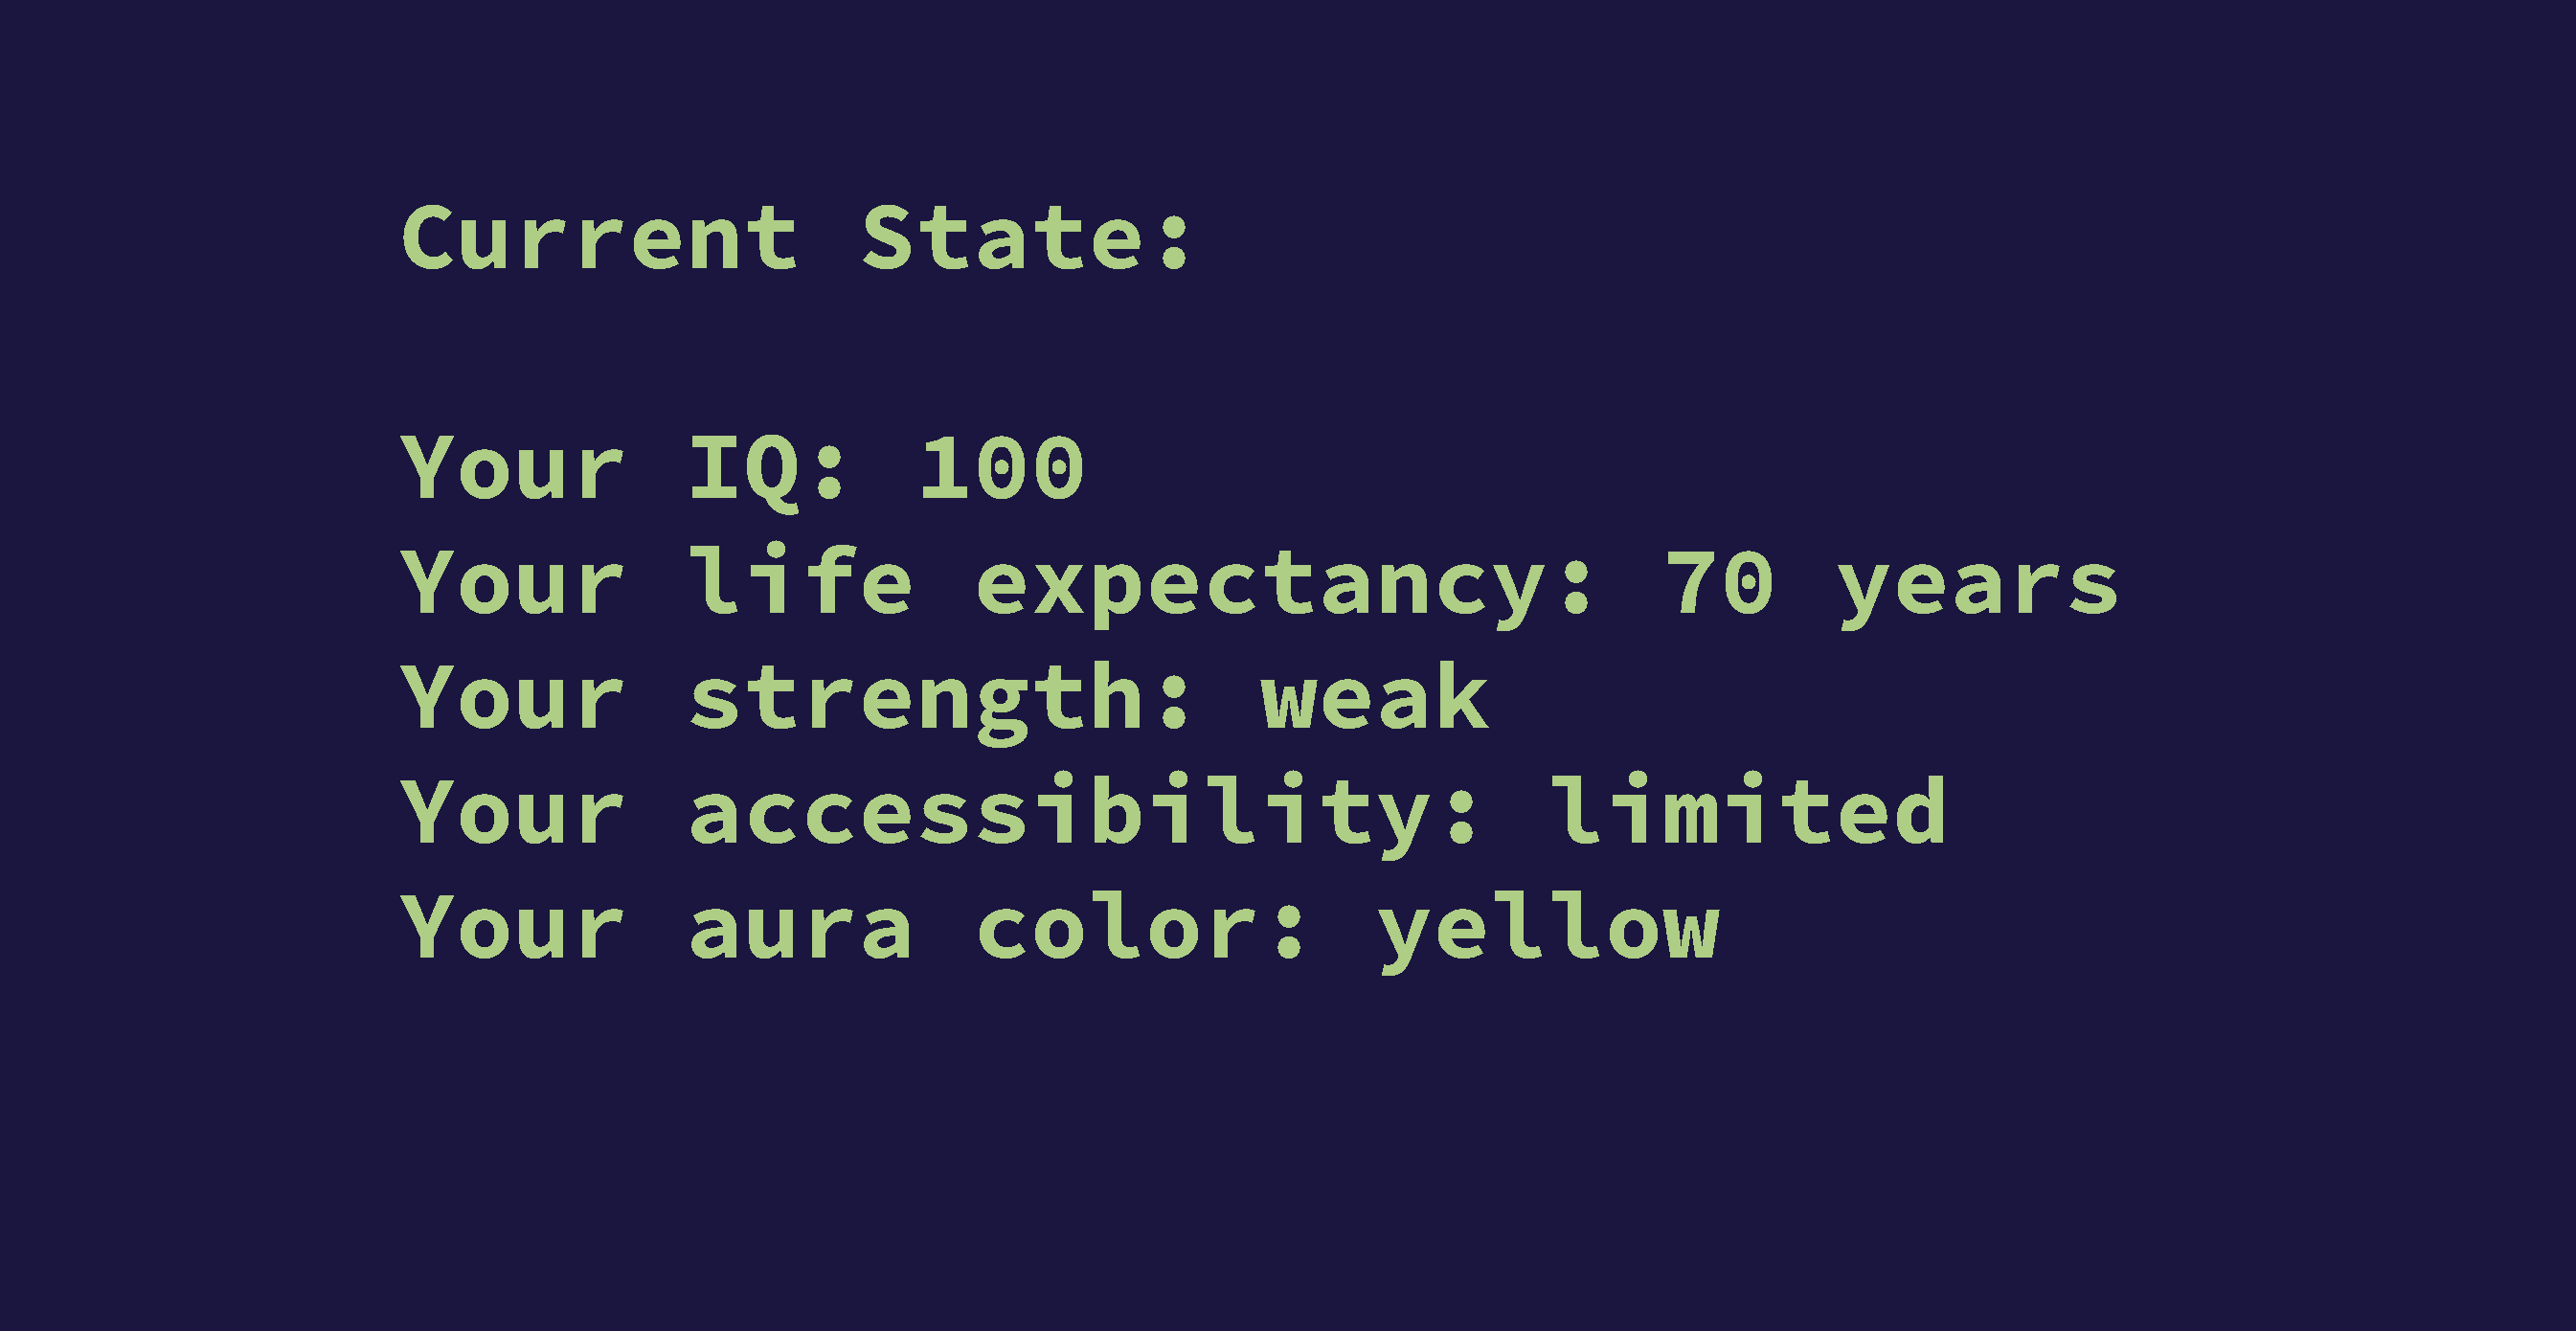 Current State:
Your IQ: 100
Your life expectancy: 70 years
Your strength: weak
Your accessibility: limited
Your aura color: yellow